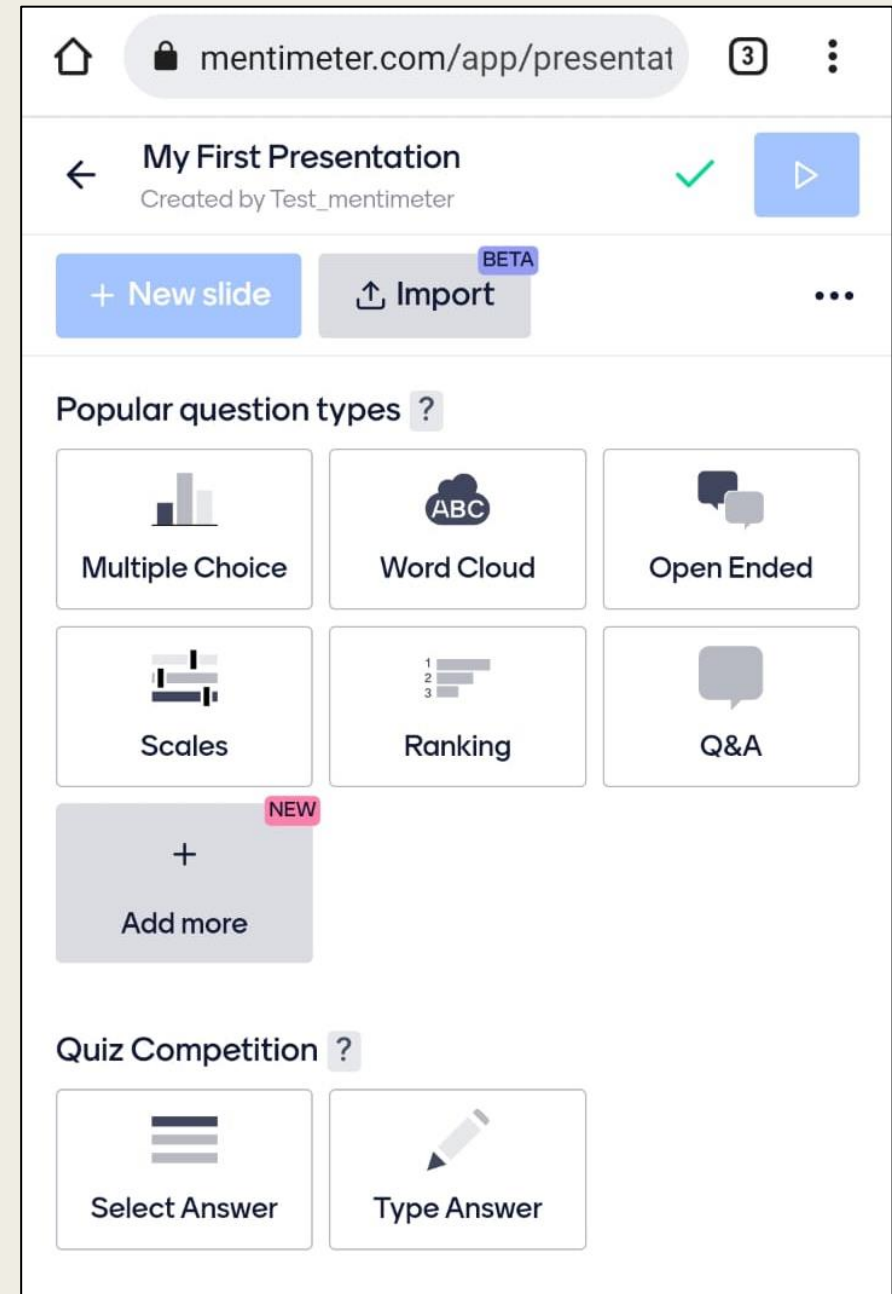 mentimeter.com/app/presentat 3
My First Presentation
Created by Test_mentimeter
BETA
+ New slide Import
Popular question types ?
ABC
Multiple Choice Word Cloud Open Ended
1
2
3
Scales Ranking Q&A
NEW
+
Add more
Quiz Competition ?
Select Answer Type Answer